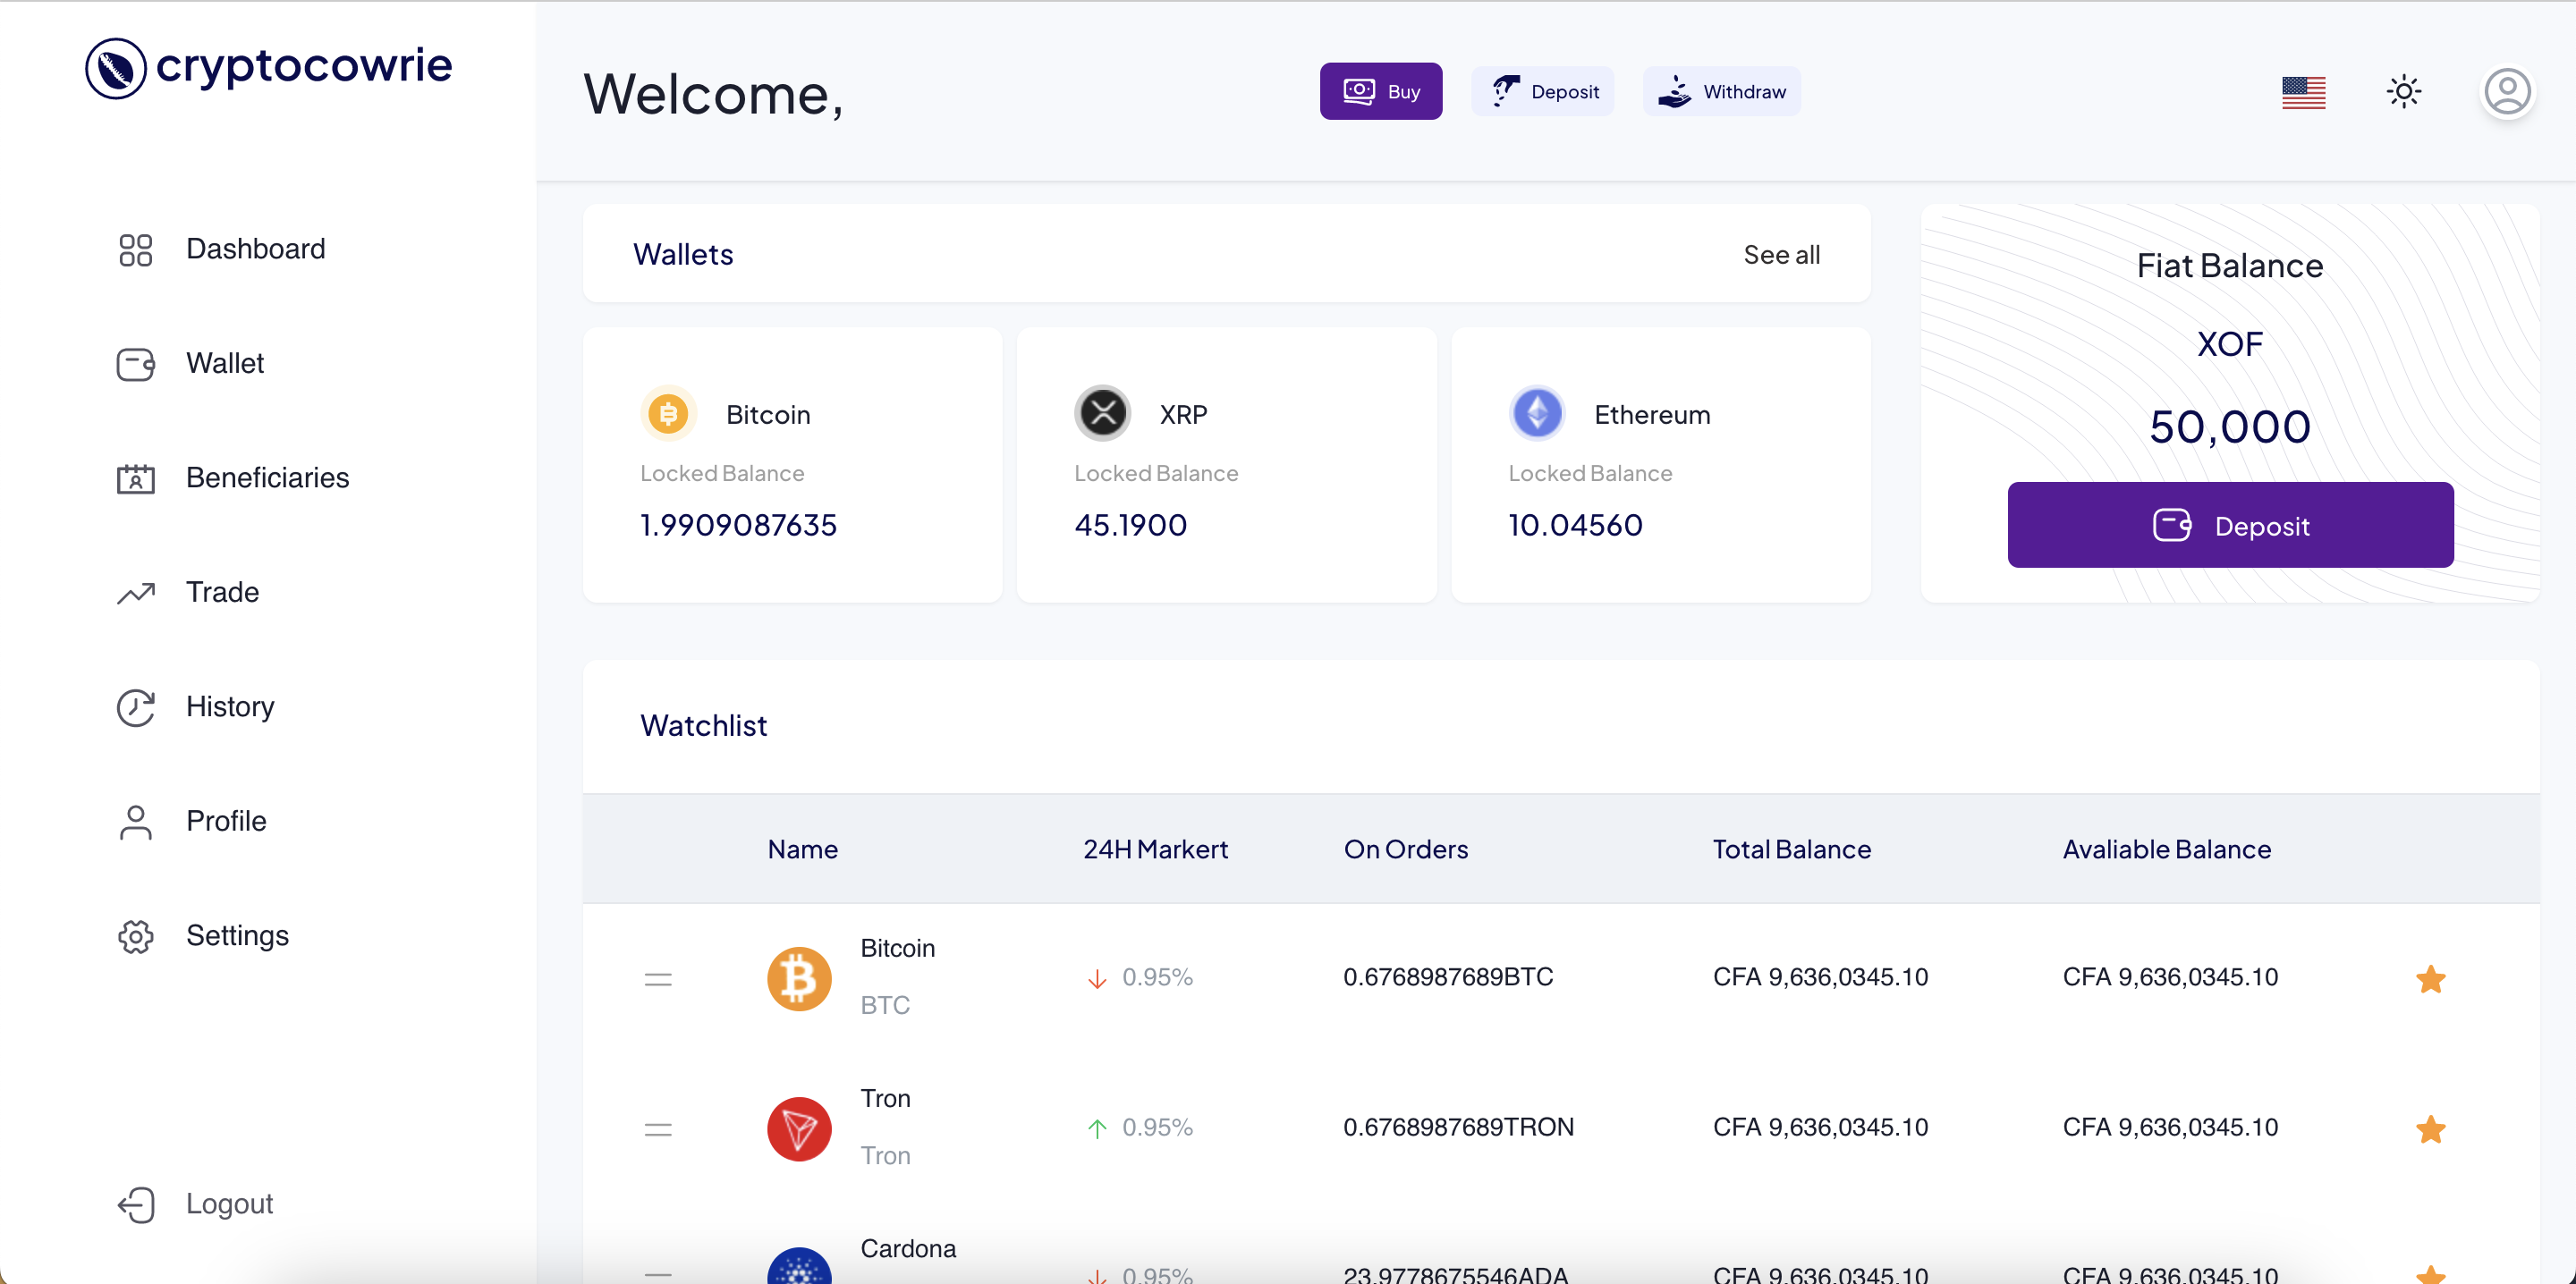 cryptocowrie
Welcome,
Buy
Deposit
Withdraw
Dashboard
Wallet
Beneficiaries
Trade
History
Profile
Settings
Logout
Wallets
See all
Bitcoin
Locked Balance
1.9909087635
XRP
Locked Balance
45.1900
Ethereum
Locked Balance
10.04560
Fiat Balance
XOF
50,000
Deposit
Watchlist
Name 24H Markert On Orders Total Balance Avaliable Balance
Bitcoin
BTC
0.95% 0.6768987689BTC CFA 9,636,0345.10 CFA 9,636,0345.10
Tron
Tron
0.95% 0.6768987689TRON CFA 9,636,0345.10 CFA 9,636,0345.10
Cardona
0.95% 23.9778675546ADA CFA 9,636,0345.10 CFA 9,636,0345.10